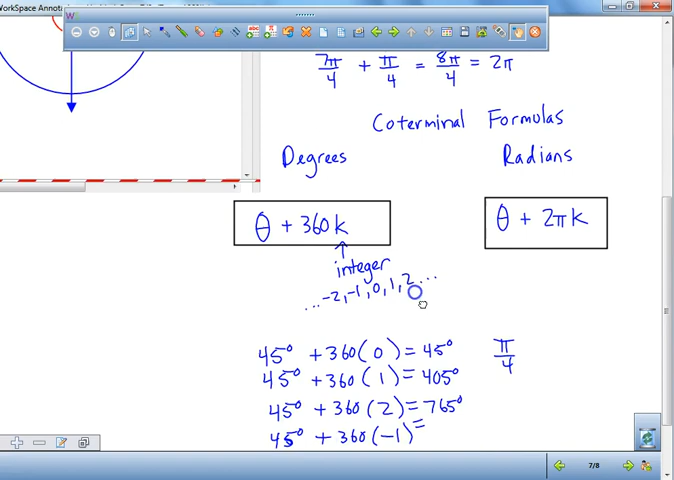 WorkSpace Annota
7π/4 + π/4 = 8π/4 = 2π
Coterminal Formulas
Degrees
Radians
θ + 360k
θ + 2πk
integer
...-2,-1,0,1,2...
45° + 360(0) = 45°
π/4
45° + 360(1) = 405°
45° + 360(2) = 765°
45° + 360(-1) =
7/8